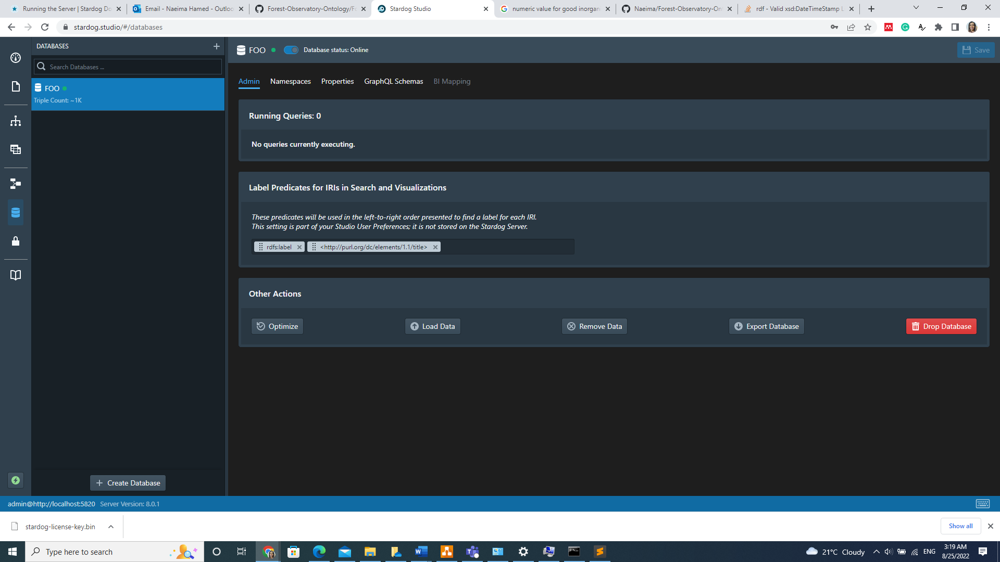 Running the Server | Stardog Do
Email - Naeima Hamed - Outloo
Forest-Observatory-Ontology/Fo
Stardog Studio
numeric value for good inorgan
Naeima/Forest-Observatory-Ont
rdf - Valid xsd:DateTimeStamp L
stardog.studio/#/databases
DATABASES
Search Databases ...
FOO
Triple Count: ~1K
Create Database
FOO
Database status: Online
Save
Admin
Namespaces
Properties
GraphQL Schemas
BI Mapping
Running Queries: 0
No queries currently executing.
Label Predicates for IRIs in Search and Visualizations
These predicates will be used in the left-to-right order presented to find a label for each IRI.
This setting is part of your Studio User Preferences; it is not stored on the Stardog Server.
rdfs:label
<http://purl.org/dc/elements/1.1/title>
Other Actions
Optimize
Load Data
Remove Data
Export Database
Drop Database
admin@http://localhost:5820 Server Version: 8.0.1
stardog-license-key.bin
Show all
Type here to search
21°C Cloudy
ENG
3:19 AM
8/25/2022